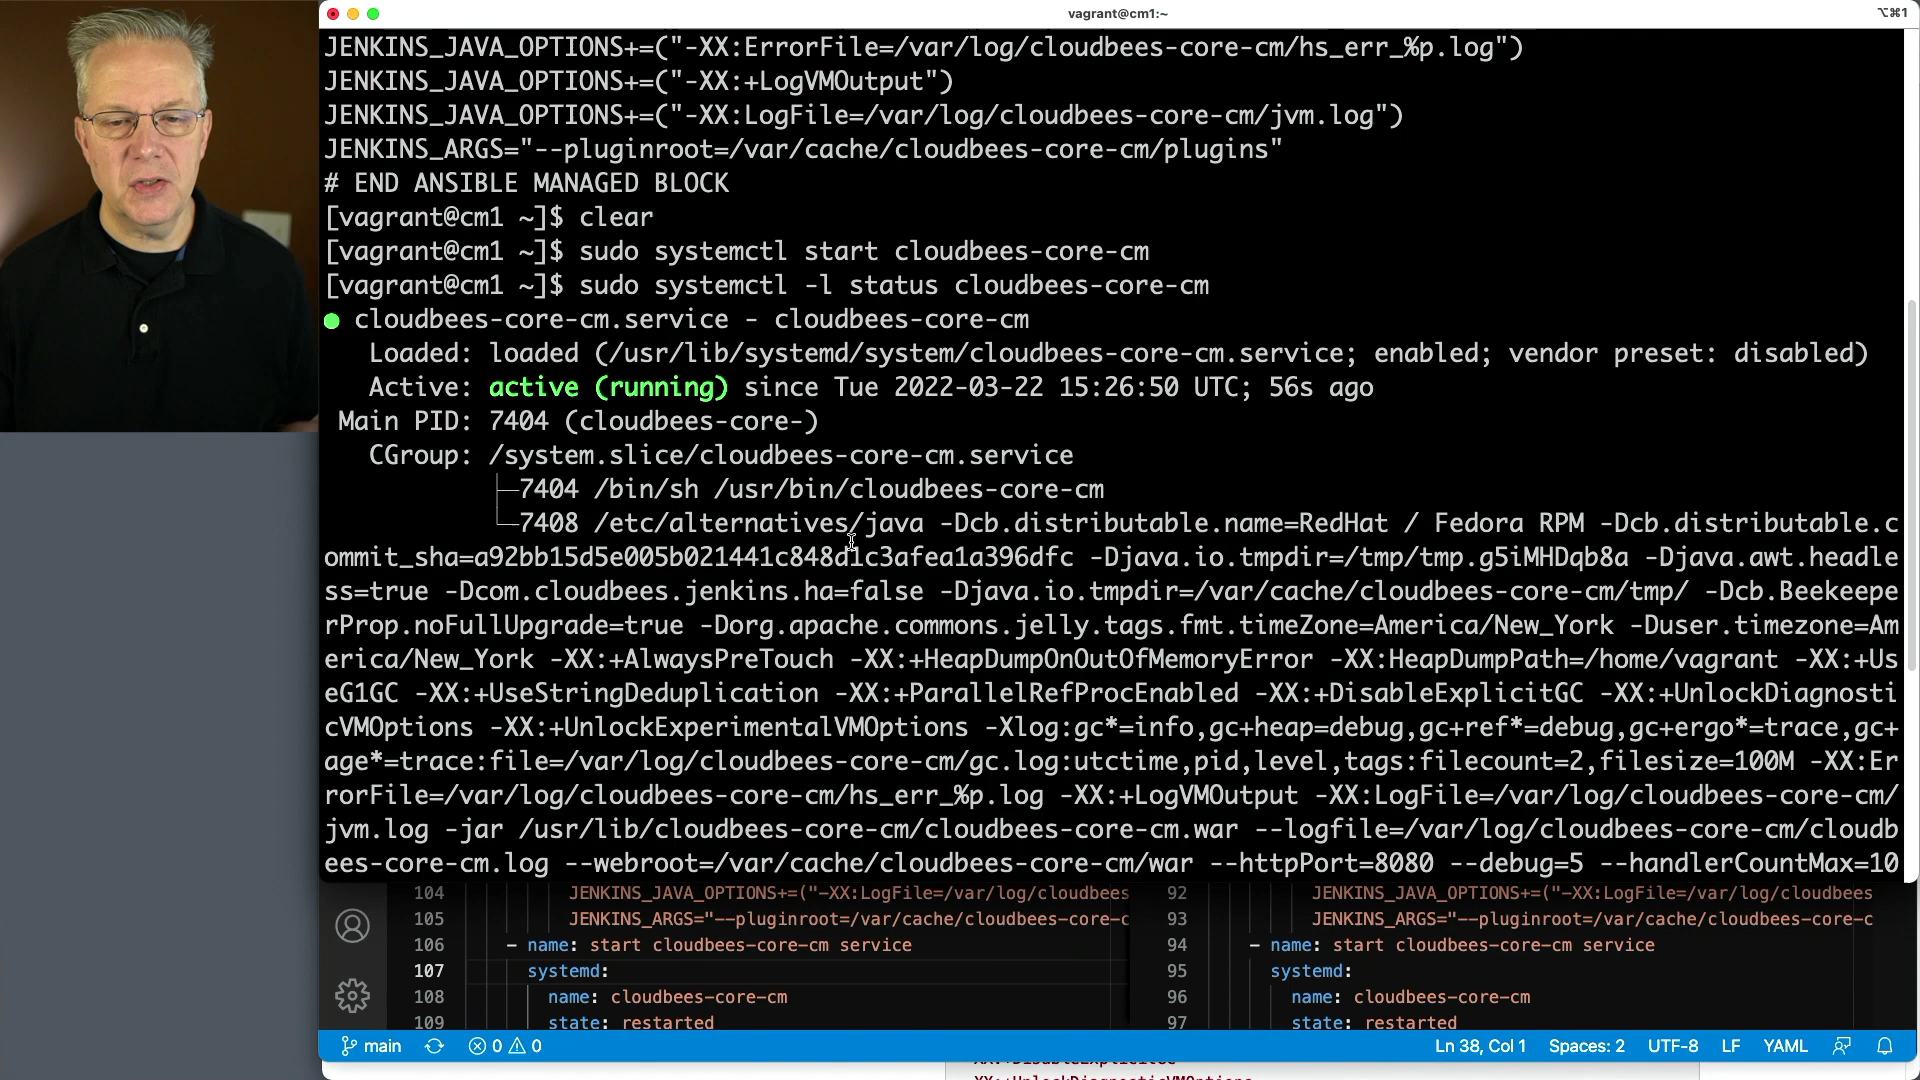 vagrant@cm1:~
⌥⌘1
JENKINS_JAVA_OPTIONS+=("-XX:ErrorFile=/var/log/cloudbees-core-cm/hs_err_%p.log")
JENKINS_JAVA_OPTIONS+=("-XX:+LogVMOutput")
JENKINS_JAVA_OPTIONS+=("-XX:LogFile=/var/log/cloudbees-core-cm/jvm.log")
JENKINS_ARGS="--pluginroot=/var/cache/cloudbees-core-cm/plugins"
# END ANSIBLE MANAGED BLOCK
[vagrant@cm1 ~]$ clear
[vagrant@cm1 ~]$ sudo systemctl start cloudbees-core-cm
[vagrant@cm1 ~]$ sudo systemctl -l status cloudbees-core-cm
● cloudbees-core-cm.service - cloudbees-core-cm
Loaded: loaded (/usr/lib/systemd/system/cloudbees-core-cm.service; enabled; vendor preset: disabled)
Active: active (running) since Tue 2022-03-22 15:26:50 UTC; 56s ago
Main PID: 7404 (cloudbees-core-)
CGroup: /system.slice/cloudbees-core-cm.service
├─7404 /bin/sh /usr/bin/cloudbees-core-cm
└─7408 /etc/alternatives/java -Dcb.distributable.name=RedHat / Fedora RPM -Dcb.distributable.c
ommit_sha=a92bb15d5e005b021441c848d1c3afea1a396dfc -Djava.io.tmpdir=/tmp/tmp.g5iMHDqb8a -Djava.awt.headle
ss=true -Dcom.cloudbees.jenkins.ha=false -Djava.io.tmpdir=/var/cache/cloudbees-core-cm/tmp/ -Dcb.Beekeepe
rProp.noFullUpgrade=true -Dorg.apache.commons.jelly.tags.fmt.timeZone=America/New_York -Duser.timezone=Am
erica/New_York -XX:+AlwaysPreTouch -XX:+HeapDumpOnOutOfMemoryError -XX:HeapDumpPath=/home/vagrant -XX:+Us
eG1GC -XX:+UseStringDeduplication -XX:+ParallelRefProcEnabled -XX:+DisableExplicitGC -XX:+UnlockDiagnosti
cVMOptions -XX:+UnlockExperimentalVMOptions -Xlog:gc*=info,gc+heap=debug,gc+ref*=debug,gc+ergo*=trace,gc+
age*=trace:file=/var/log/cloudbees-core-cm/gc.log:utctime,pid,level,tags:filecount=2,filesize=100M -XX:Er
rorFile=/var/log/cloudbees-core-cm/hs_err_%p.log -XX:+LogVMOutput -XX:LogFile=/var/log/cloudbees-core-cm/
jvm.log -jar /usr/lib/cloudbees-core-cm/cloudbees-core-cm.war --logfile=/var/log/cloudbees-core-cm/cloudb
ees-core-cm.log --webroot=/var/cache/cloudbees-core-cm/war --httpPort=8080 --debug=5 --handlerCountMax=10
104 JENKINS_JAVA_OPTIONS+=("-XX:LogFile=/var/log/cloudbees
105 JENKINS_ARGS="--pluginroot=/var/cache/cloudbees-core-c
106 - name: start cloudbees-core-cm service
107 systemd:
108 name: cloudbees-core-cm
109 state: restarted
92 JENKINS_JAVA_OPTIONS+=("-XX:LogFile=/var/log/cloudbees
93 JENKINS_ARGS="--pluginroot=/var/cache/cloudbees-core-c
94 - name: start cloudbees-core-cm service
95 systemd:
96 name: cloudbees-core-cm
97 state: restarted
main 0 0 Ln 38, Col 1 Spaces: 2 UTF-8 LF YAML